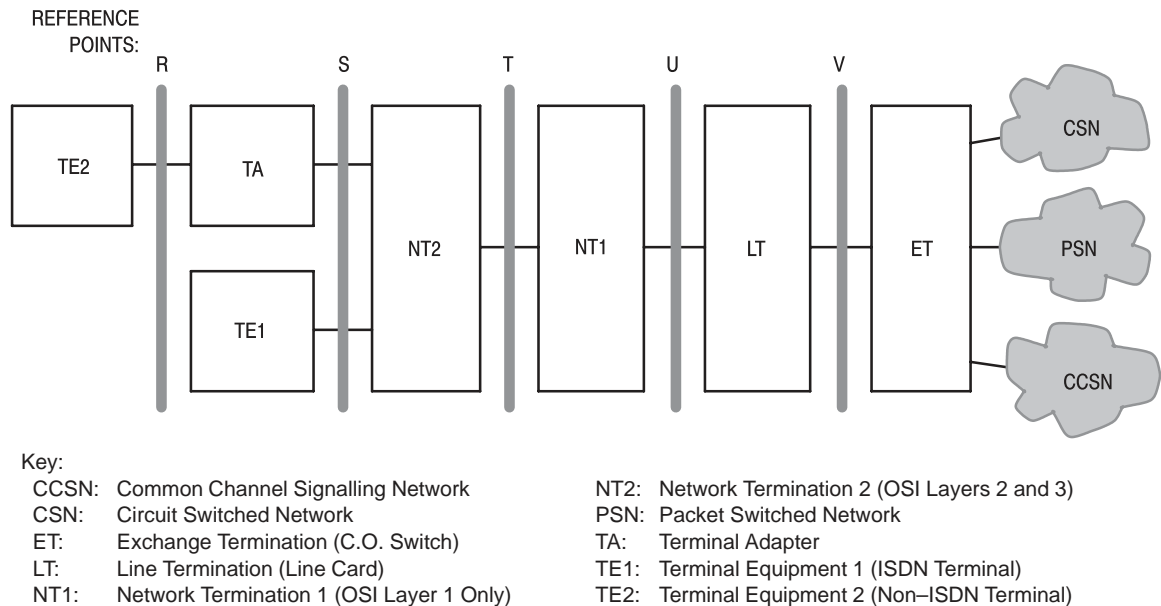 REFERENCE
POINTS:
R S T U V
TE2
TA
TE1
NT2
NT1
LT
ET
CSN
PSN
CCSN
Key:
CCSN: Common Channel Signalling Network
CSN: Circuit Switched Network
ET: Exchange Termination (C.O. Switch)
LT: Line Termination (Line Card)
NT1: Network Termination 1 (OSI Layer 1 Only)
NT2: Network Termination 2 (OSI Layers 2 and 3)
PSN: Packet Switched Network
TA: Terminal Adapter
TE1: Terminal Equipment 1 (ISDN Terminal)
TE2: Terminal Equipment 2 (Non–ISDN Terminal)